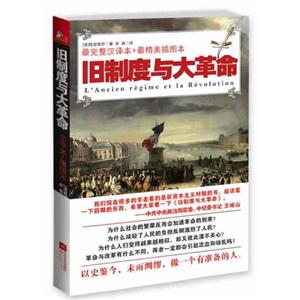 最完整汉译本+最精美插图本
旧制度与大革命
L'Ancien régime et la Révolution
我们现在很多的学者看的是后资本主义时期的书，应该看
一下前期的东西，希望大家看一下《旧制度与大革命》。
——中共中央政治局常委、中纪委书记 王岐山
为什么社会的繁荣反而会加速革命的到来？
为什么减轻了人民的负担反倒激怒了人民？
为什么人们变得越来越相似，却又彼此漠不关心？
革命与改革有什么不同，两者一定都会引起流血和动乱吗？
以史鉴今，未雨绸缪，做一个有准备的人。
旧制度与大革命